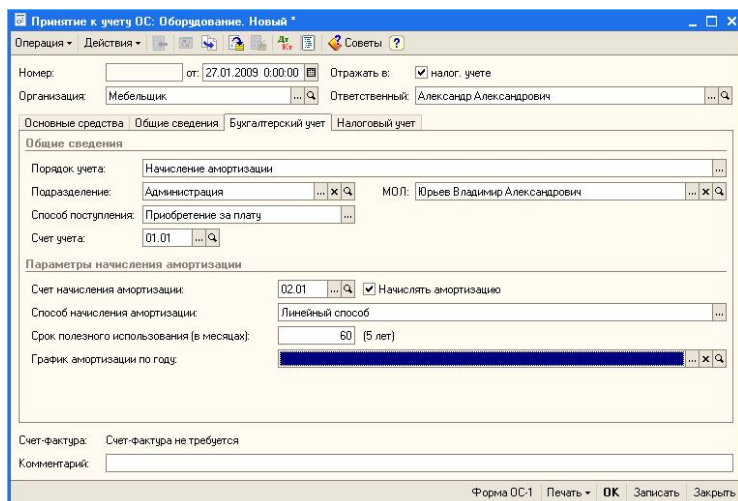 Принятие к учету ОС: Оборудование. Новый *
Операция Действия Дт Кт Советы ?
Номер: от: 27.01.2009 0:00:00 Отражать в: налог. учете
Организация: Мебельщик ... Ответственный: Александр Александрович ...
Основные средства Общие сведения Бухгалтерский учет Налоговый учет
Общие сведения
Порядок учета: Начисление амортизации ...
Подразделение: Администрация ... x МОЛ: Юрьев Владимир Александрович ... x
Способ поступления: Приобретение за плату ...
Счет учета: 01.01 ...
Параметры начисления амортизации
Счет начисления амортизации: 02.01 ... Начислять амортизацию
Способ начисления амортизации: Линейный способ ...
Срок полезного использования (в месяцах): 60 (5 лет)
График амортизации по году: ... x
Счет-фактура: Счет-фактура не требуется
Комментарий:
Форма ОС-1 Печать OK Записать Закрыть